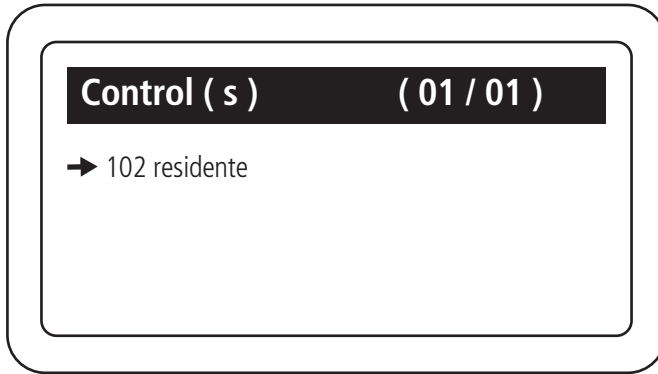 Control ( s ) ( 01 / 01 )
➔ 102 residente